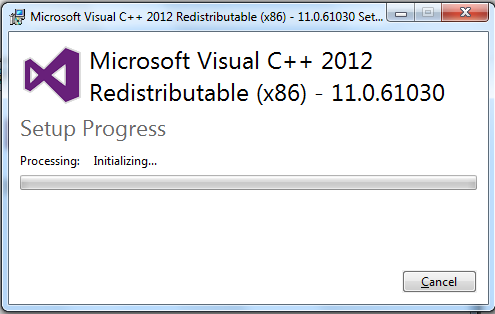 Microsoft Visual C++ 2012 Redistributable (x86) - 11.0.61030 Set...
Microsoft Visual C++ 2012
Redistributable (x86) - 11.0.61030
Setup Progress
Processing: Initializing...
Cancel